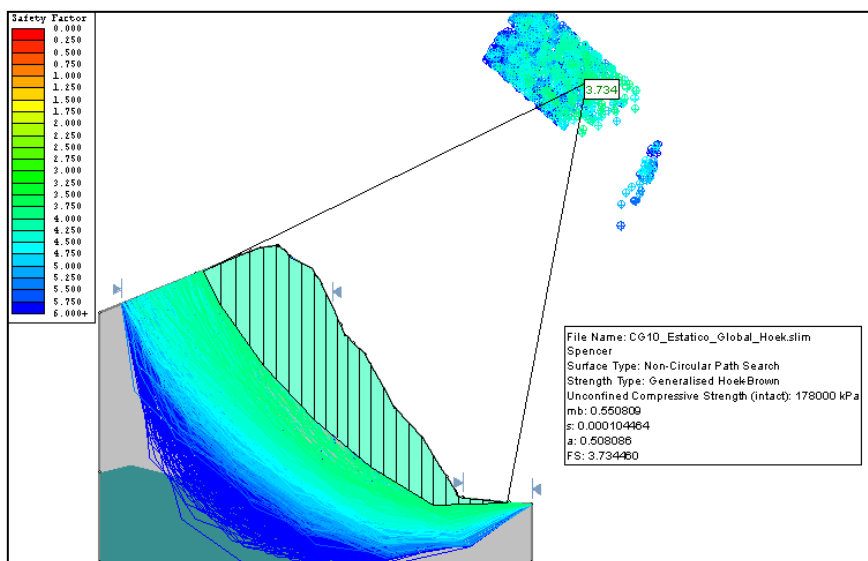 Safety Factor
0.000
0.250
0.500
0.750
1.000
1.250
1.500
1.750
2.000
2.250
2.500
2.750
3.000
3.250
3.500
3.750
4.000
4.250
4.500
4.750
5.000
5.250
5.500
5.750
6.000+
3.734
File Name: CG10_Estatico_Global_Hoek.slim
Spencer
Surface Type: Non-Circular Path Search
Strength Type: Generalised HoekBrown
Unconfined Compressive Strength (intact): 178000 kPa
mb: 0.550809
s: 0.000104464
a: 0.508086
FS: 3.734460